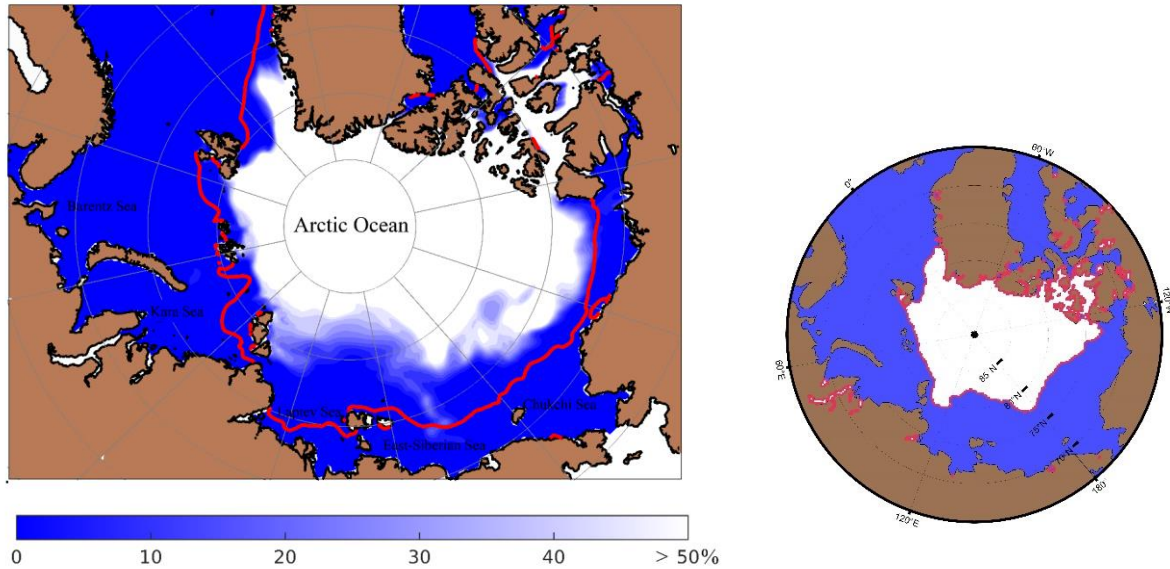 Barentz Sea
Arctic Ocean
Kara Sea
Laptev Sea
Chukchi Sea
East-Siberian Sea
0
10
20
30
40
> 50%
60°W
0°
120°W
60°E
85°N
80°N
75°N
70°N
180°
120°E